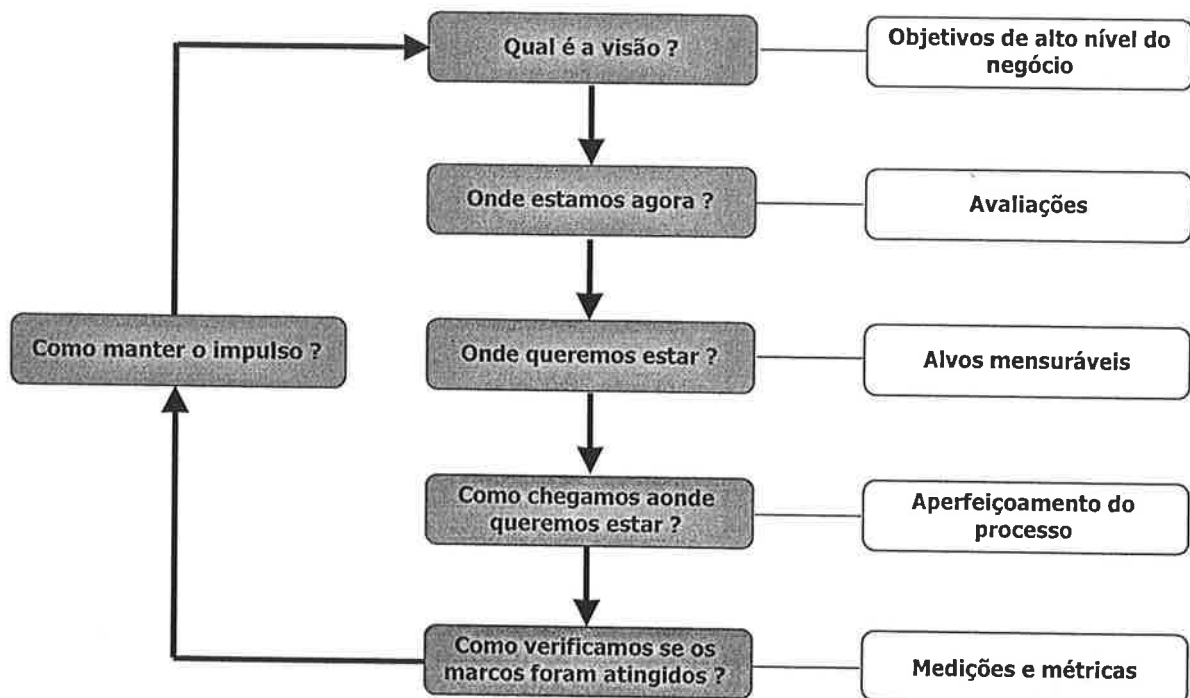 Qual é a visão ?
Objetivos de alto nível do
negócio
Onde estamos agora ?
Avaliações
Como manter o impulso ?
Onde queremos estar ?
Alvos mensuráveis
Como chegamos aonde
queremos estar ?
Aperfeiçoamento do
processo
Como verificamos se os
marcos foram atingidos ?
Medições e métricas